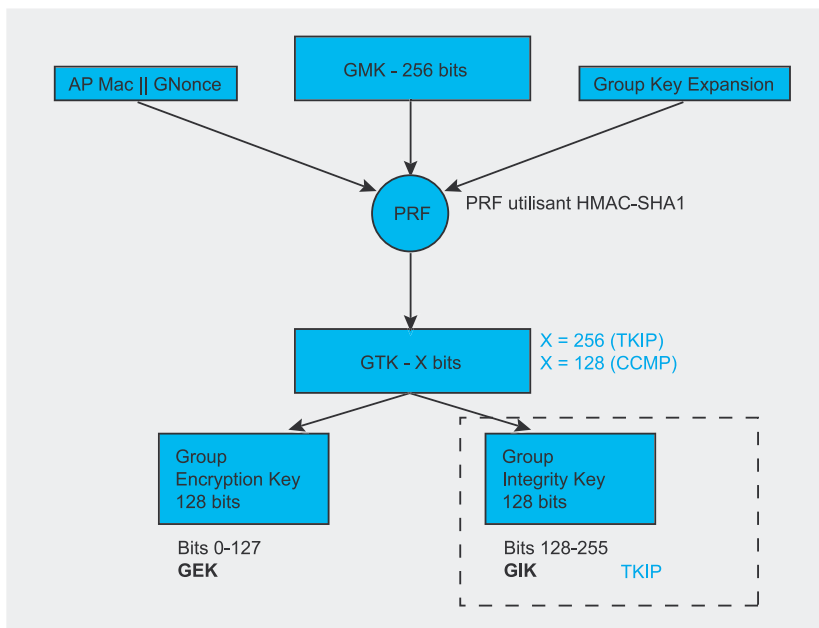 GMK - 256 bits
AP Mac || GNonce
Group Key Expansion
PRF
PRF utilisant HMAC-SHA1
GTK - X bits
X = 256 (TKIP)
X = 128 (CCMP)
Group
Encryption Key
128 bits
Group
Integrity Key
128 bits
Bits 0-127
GEK
Bits 128-255
GIK
TKIP